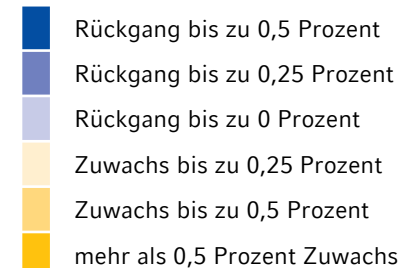 Rückgang bis zu 0,5 Prozent
Rückgang bis zu 0,25 Prozent
Rückgang bis zu 0 Prozent
Zuwachs bis zu 0,25 Prozent
Zuwachs bis zu 0,5 Prozent
mehr als 0,5 Prozent Zuwachs